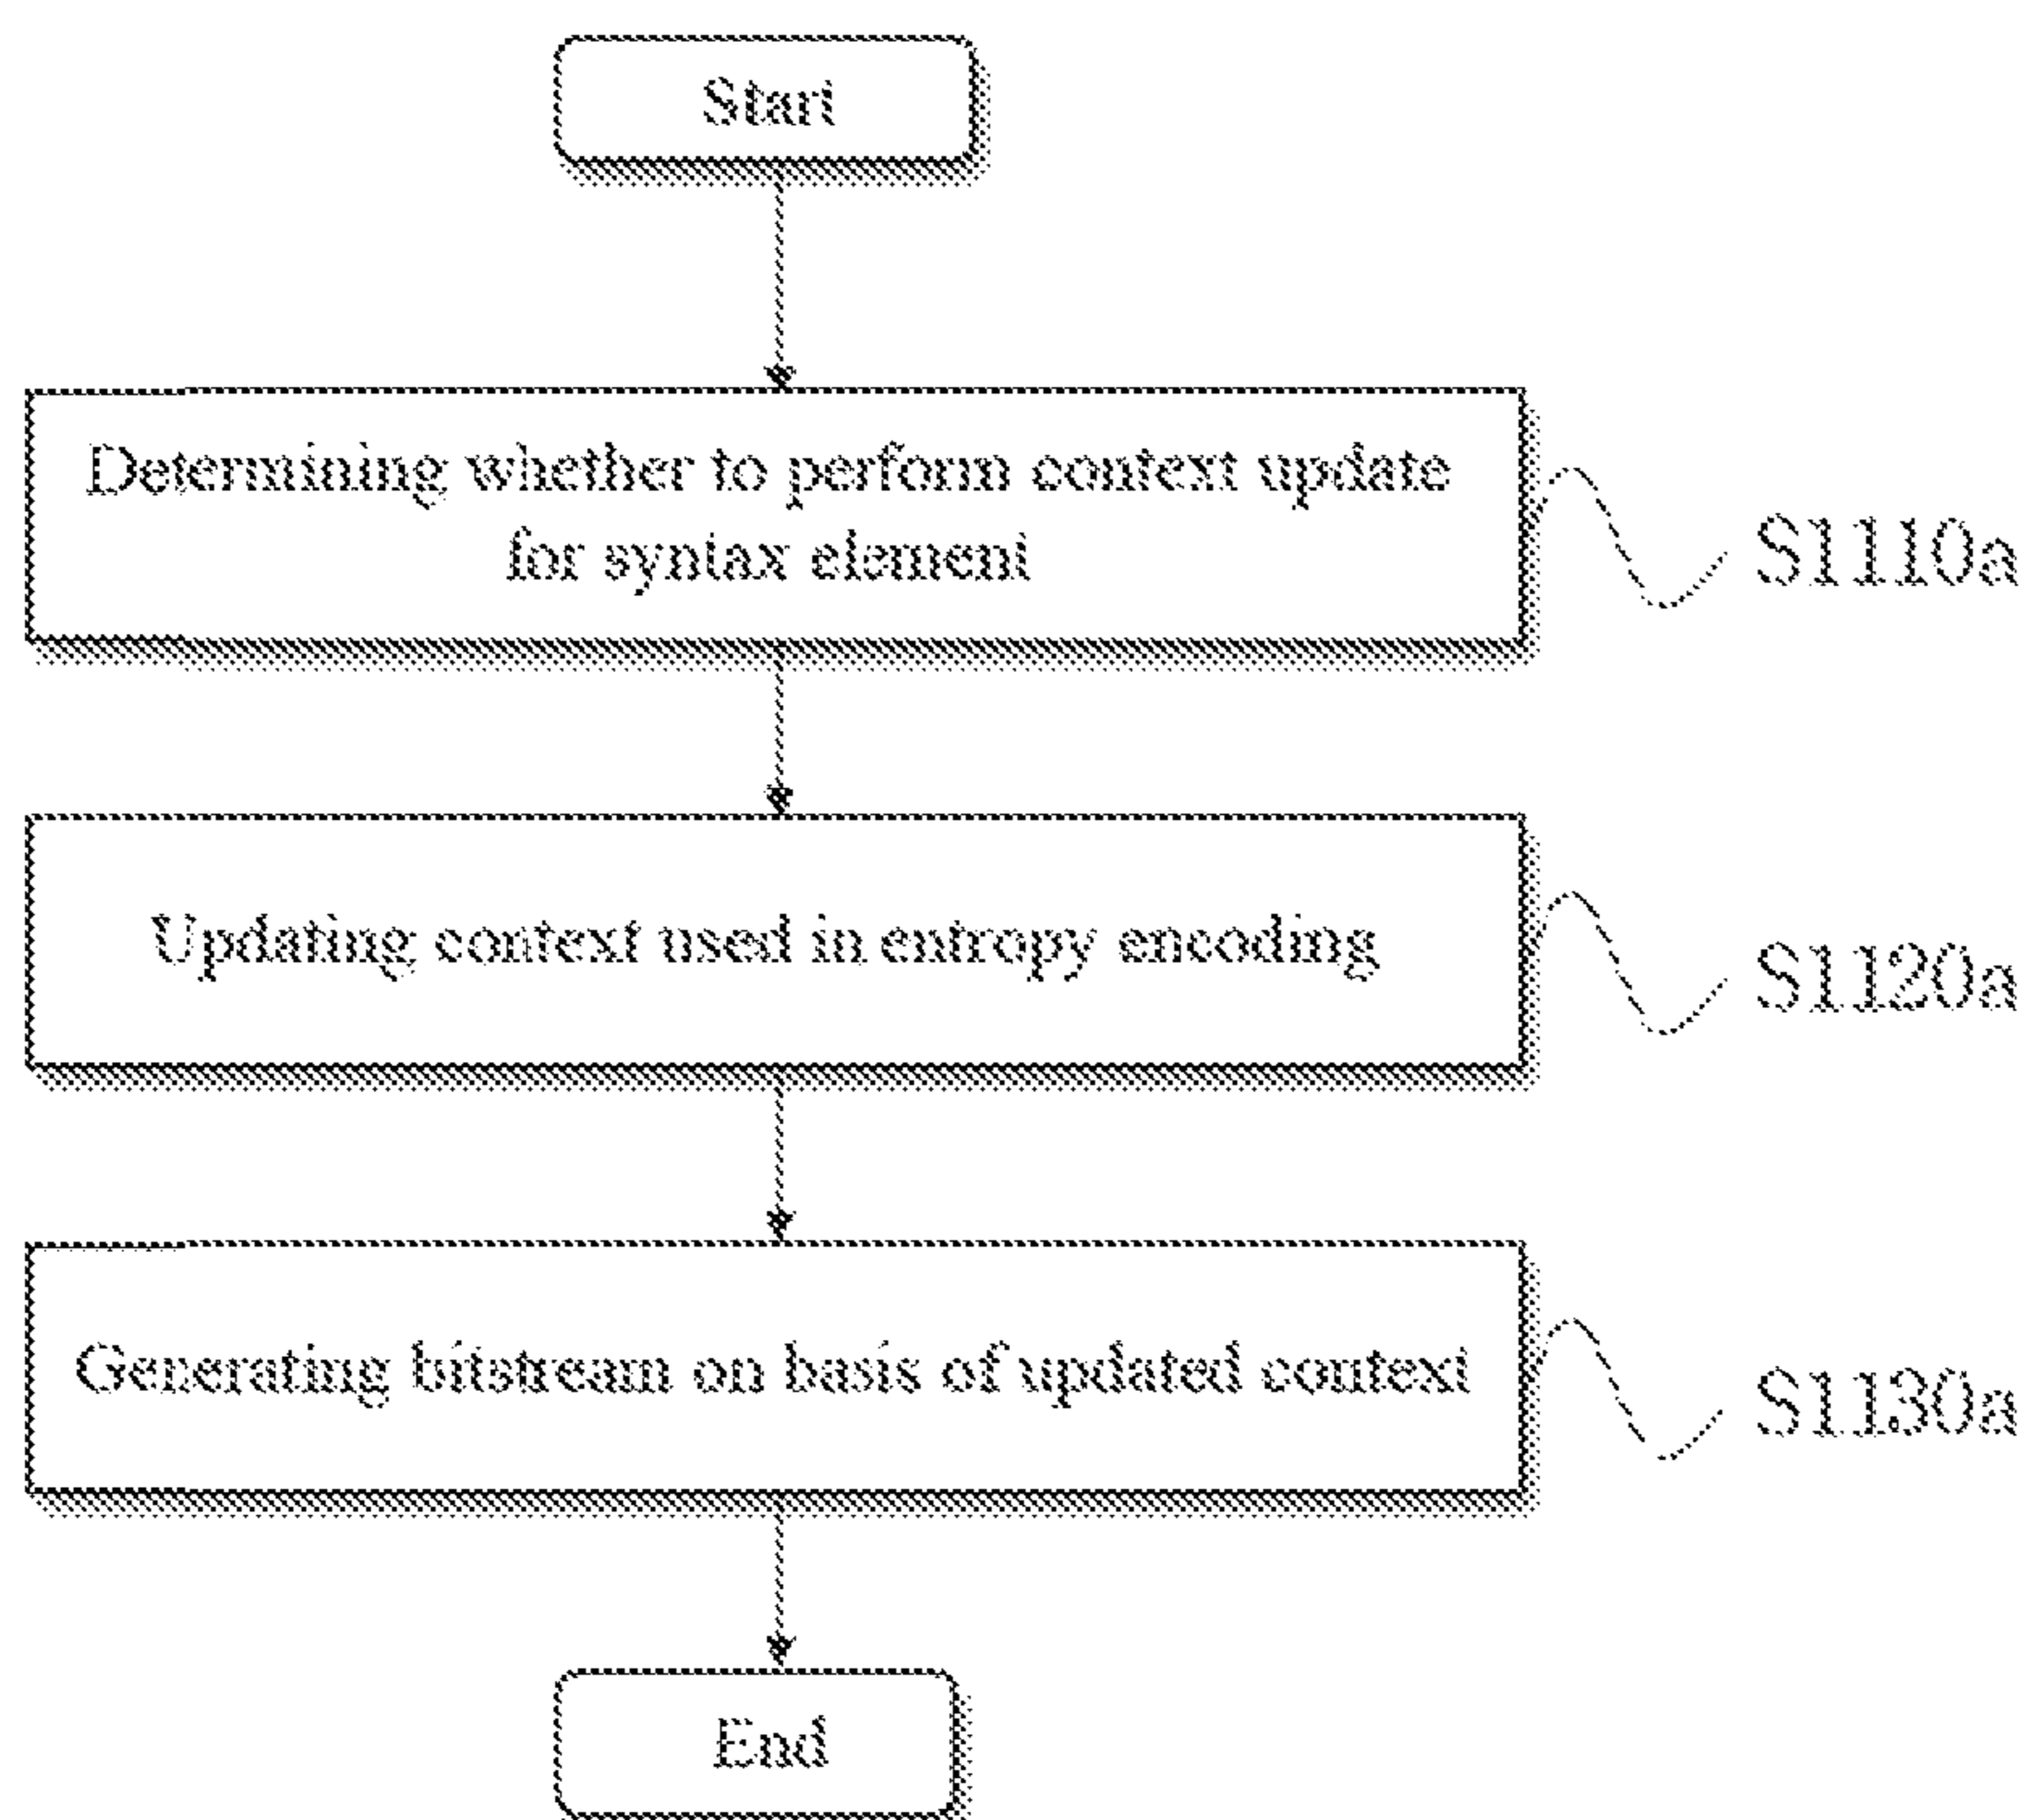 Start
Determining whether to perform context update
for syntax element
S1110a
Updating context used in entropy encoding
S1120a
Generating bitstream on basis of updated context
S1130a
End